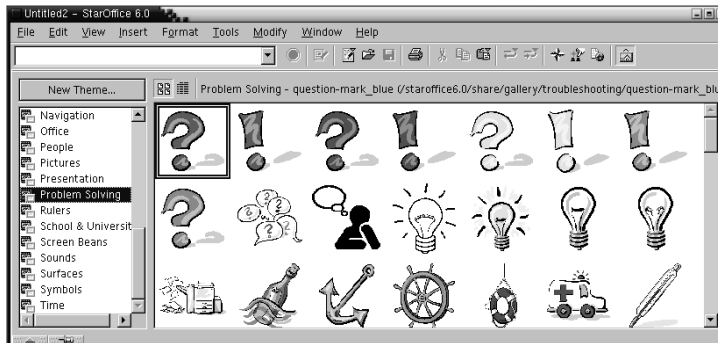 Untitled2 – StarOffice 6.0
File Edit View Insert Format Tools Modify Window Help
New Theme...
Problem Solving - question-mark_blue (/staroffice6.0/share/gallery/troubleshooting/question-mark_blu
Navigation
Office
People
Pictures
Presentation
Problem Solving
Rulers
School & Universit
Screen Beans
Sounds
Surfaces
Symbols
Time